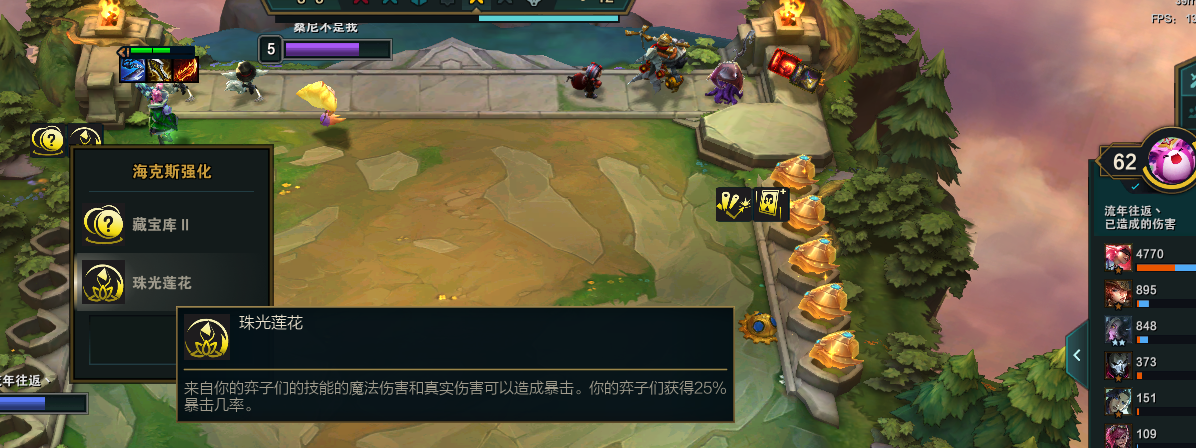 桑尼不是我
FPS:
5
62
海克斯强化
藏宝库 II
珠光莲花
流年往返丶
已造成的伤害
4770
895
848
373
151
109
珠光莲花
来自你的弈子们的技能的魔法伤害和真实伤害可以造成暴击。你的弈子们获得25%
暴击几率。
年往返丶